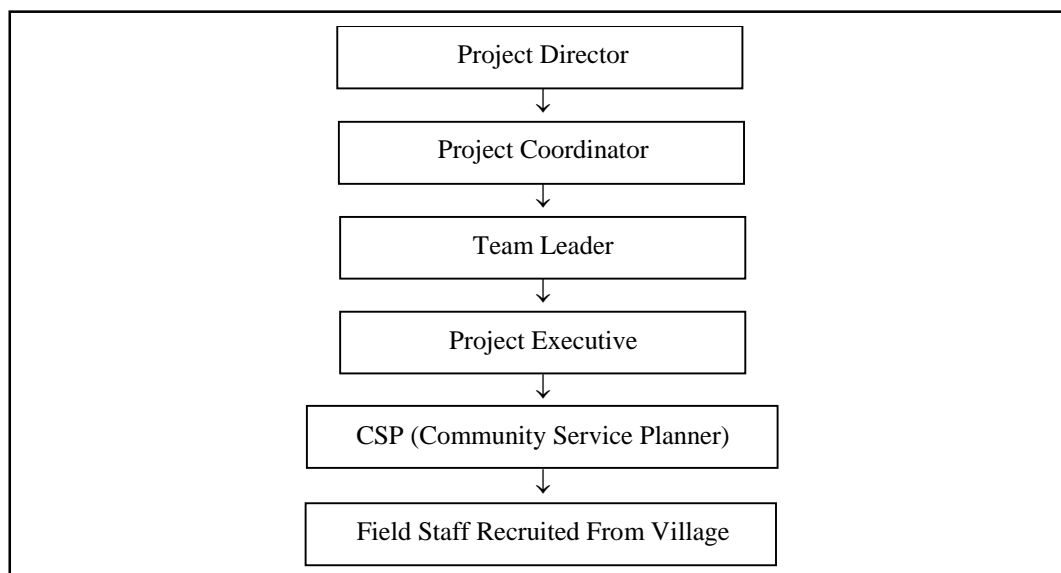 Project Director
↓
Project Coordinator
↓
Team Leader
↓
Project Executive
↓
CSP (Community Service Planner)
↓
Field Staff Recruited From Village